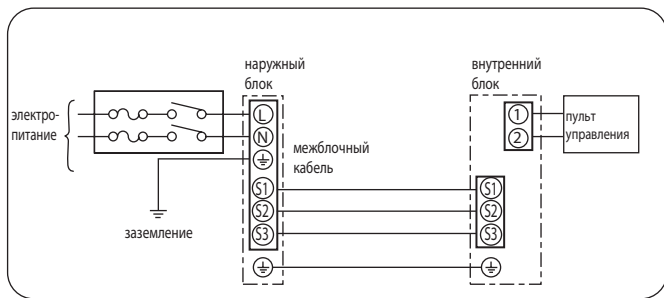 наружный
блок
внутренний
блок
электро-
питание
L
N
межблочный
кабель
заземление
S1
S2
S3
1
2
пульт
управления
S1
S2
S3